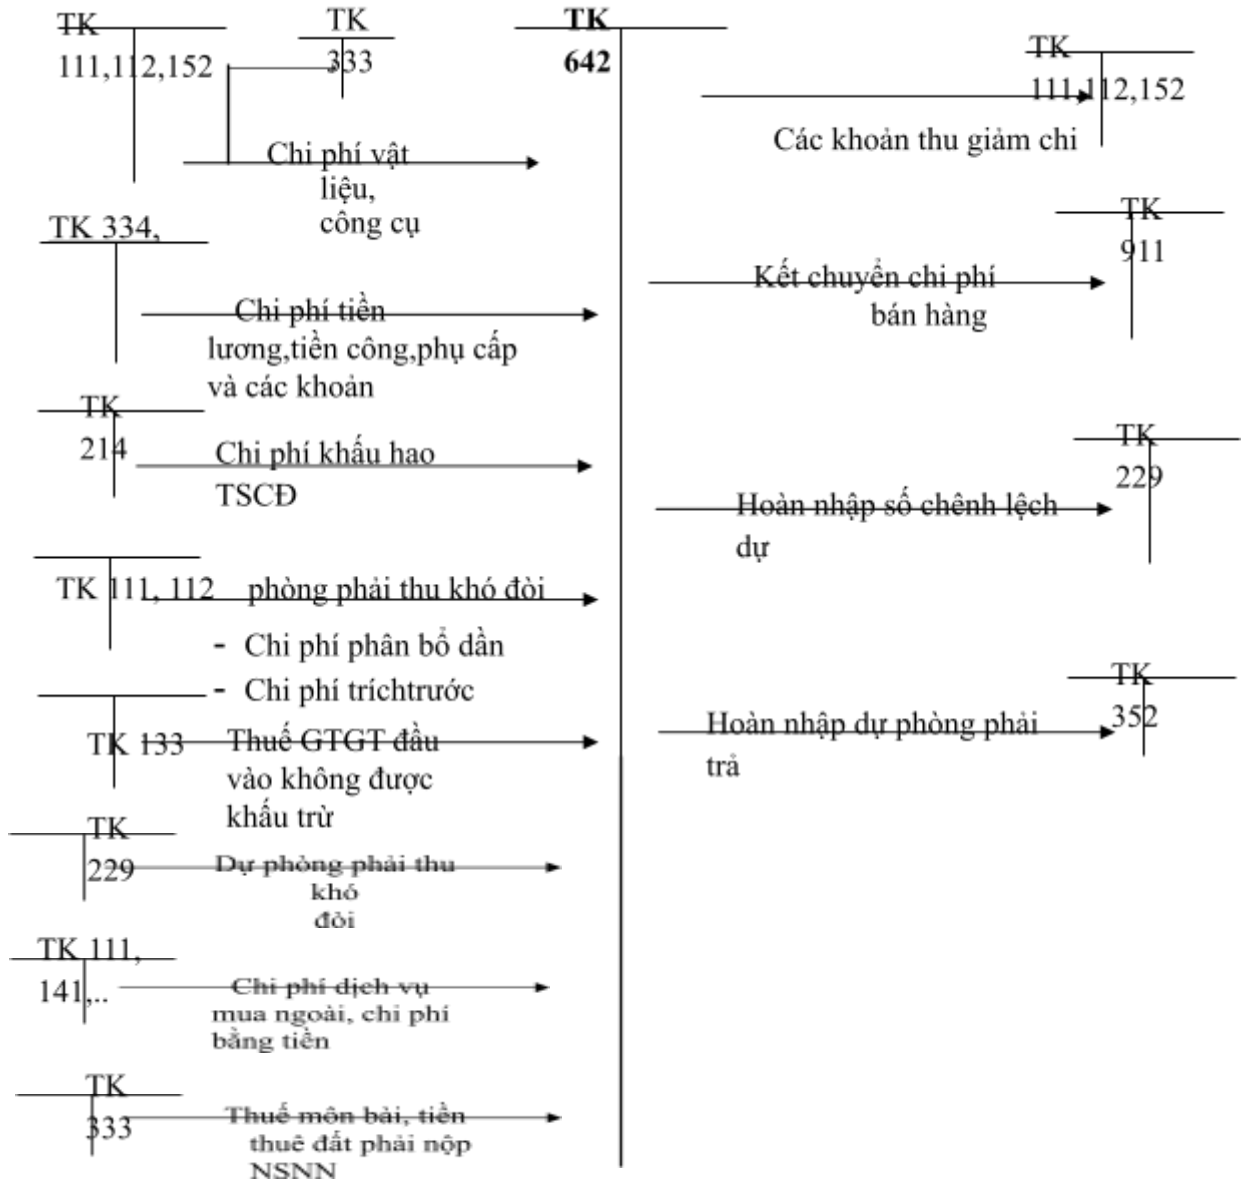 TK
111,112,152
TK
333
TK
642
Chi phí vật
liệu,
công cụ
TK 334,
Chi phí tiền
lương,tiền công,phụ cấp
và các khoản
TK
214
Chi phí khấu hao
TSCĐ
TK 111, 112
phòng phải thu khó đòi
- Chi phí phân bổ dần
- Chi phí tríchtrước
TK 133
Thuế GTGT đầu
vào không được
khấu trừ
TK
229
Dự phòng phải thu
khó
đòi
TK 111,
141,..
Chi phí dịch vụ
mua ngoài, chi phí
bằng tiền
TK
333
Thuế môn bài, tiền
thuê đất phải nộp
NSNN
TK
111,112,152
Các khoản thu giảm chi
TK
911
Kết chuyển chi phí
bán hàng
TK
229
Hoàn nhập số chênh lệch
dự
TK
352
Hoàn nhập dự phòng phải
trả